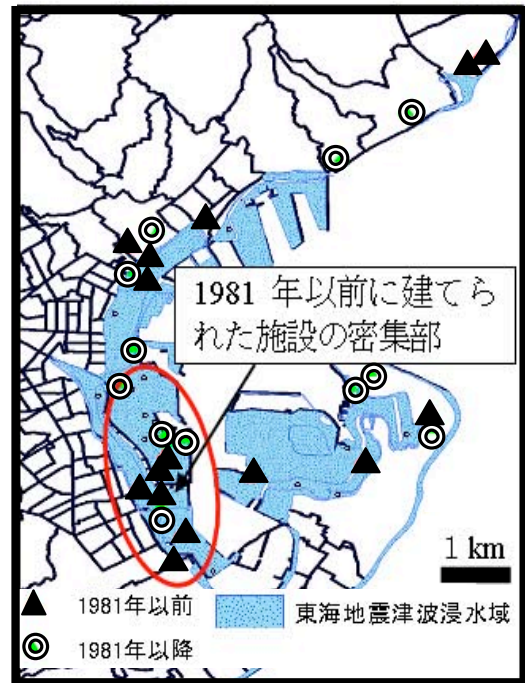 1981 年以前に建てら
れた施設の密集部
1 km
1981年以前
東海地震津波浸水域
1981年以降